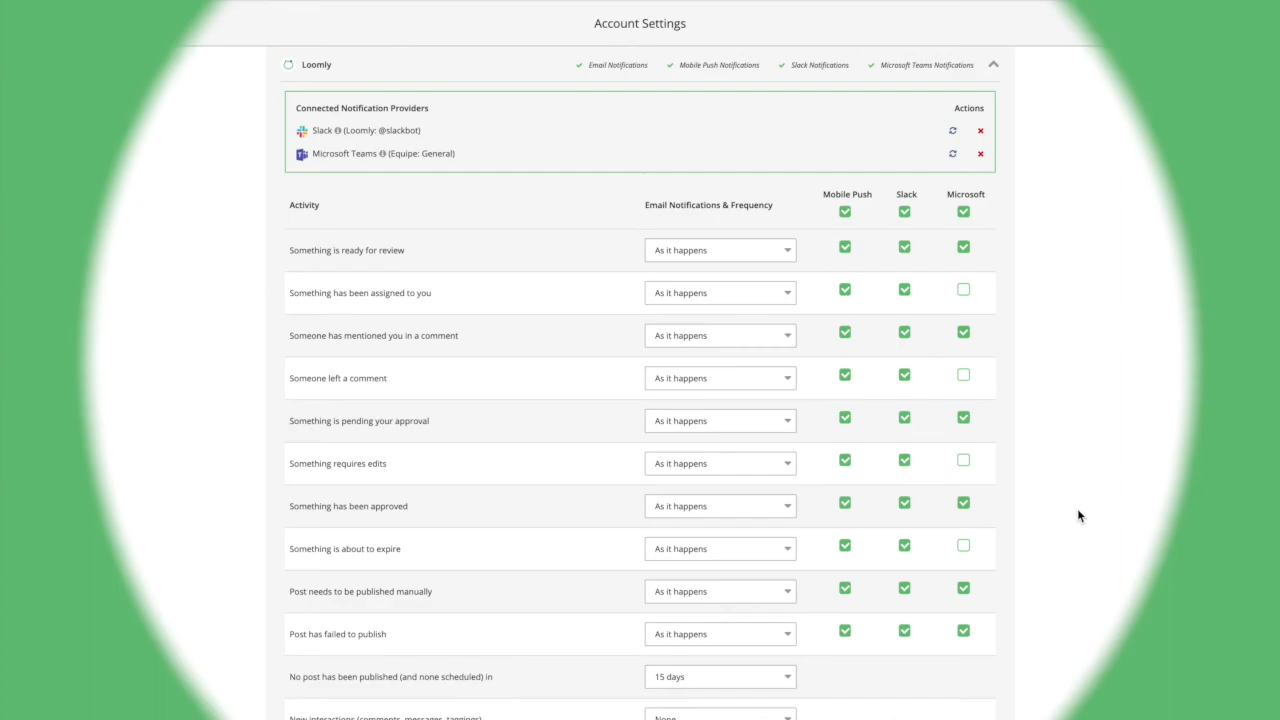 Account Settings
Loomly
Email Notifications
Mobile Push Notifications
Slack Notifications
Microsoft Teams Notifications
Connected Notification Providers
Actions
Slack (Loomly: @slackbot)
Microsoft Teams (Equipe: General)
Activity
Email Notifications & Frequency
Mobile Push
Slack
Microsoft
Something is ready for review
As it happens
Something has been assigned to you
As it happens
Someone has mentioned you in a comment
As it happens
Someone left a comment
As it happens
Something is pending your approval
As it happens
Something requires edits
As it happens
Something has been approved
As it happens
Something is about to expire
As it happens
Post needs to be published manually
As it happens
Post has failed to publish
As it happens
No post has been published (and none scheduled) in
15 days
New interactions (comments, messages, taggings)
None